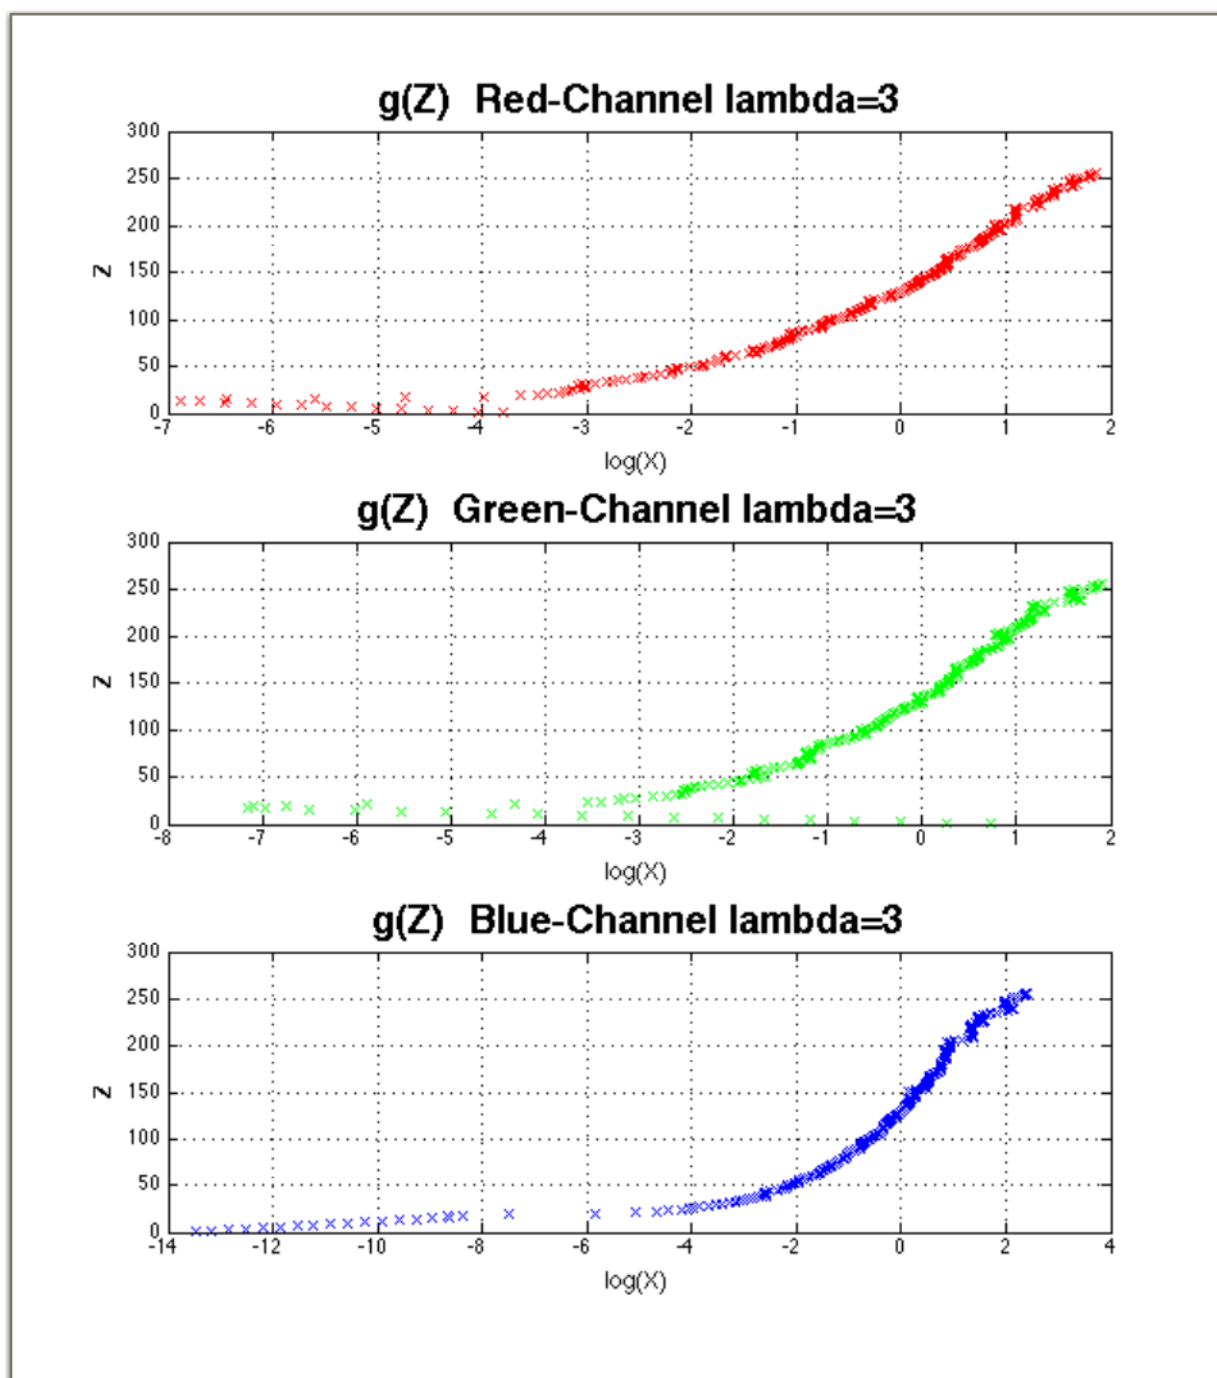 g(Z) Red-Channel lambda=3
300
250
200
150
100
50
0
Z
-7 -6 -5 -4 -3 -2 -1 0 1 2
log(X)
g(Z) Green-Channel lambda=3
300
250
200
150
100
50
0
Z
-8 -7 -6 -5 -4 -3 -2 -1 0 1 2
log(X)
g(Z) Blue-Channel lambda=3
300
250
200
150
100
50
0
Z
-14 -12 -10 -8 -6 -4 -2 0 2 4
log(X)